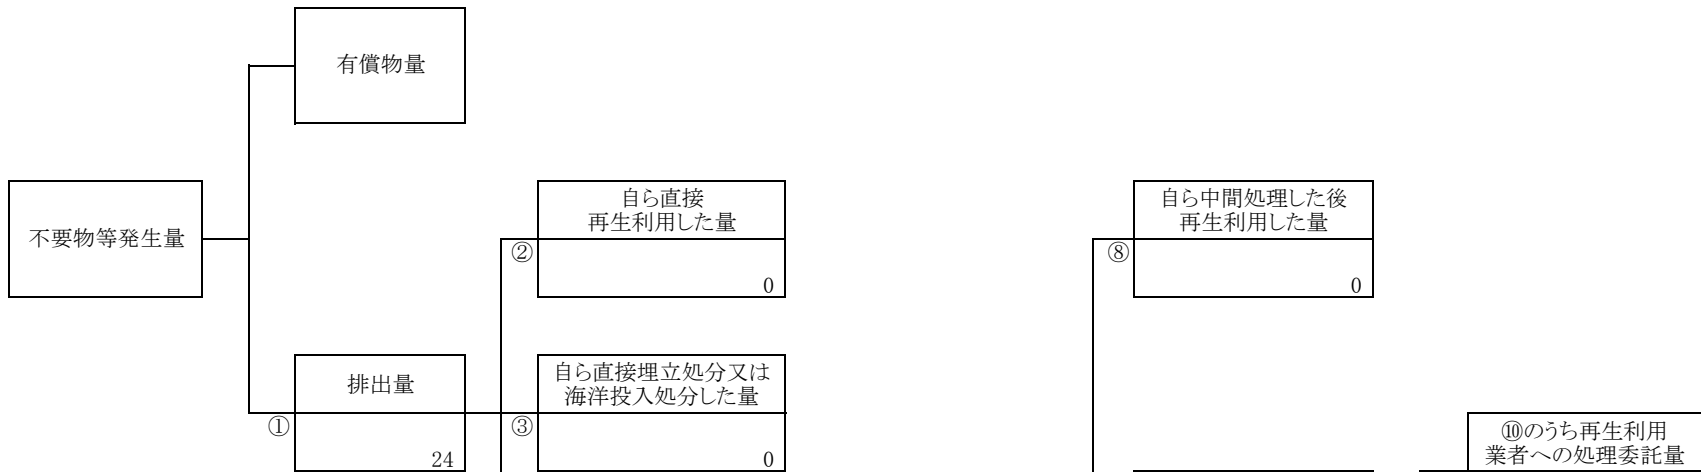 有償物量
不要物等発生量
自ら直接
再生利用した量
②
0
自ら中間処理した後
再生利用した量
⑧
0
排出量
①
24
自ら直接埋立処分又は
海洋投入処分した量
③
0
⑩のうち再生利用
業者への処理委託量